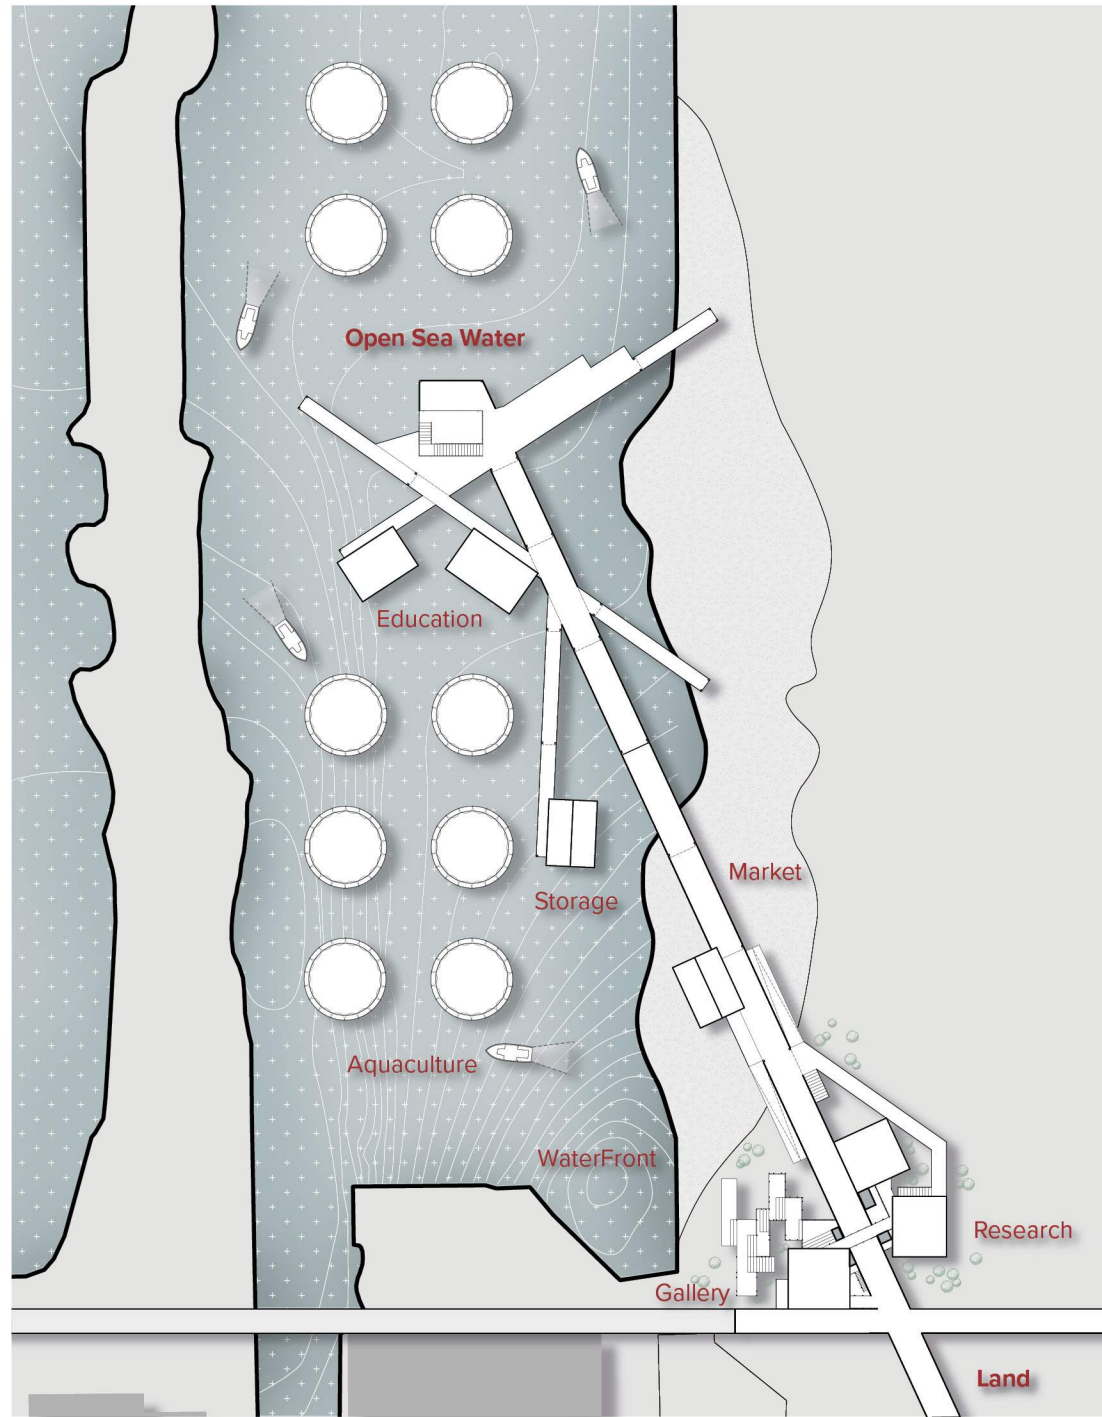 Open Sea Water
Education
Market
Storage
Aquaculture
WaterFront
Research
Gallery
Land